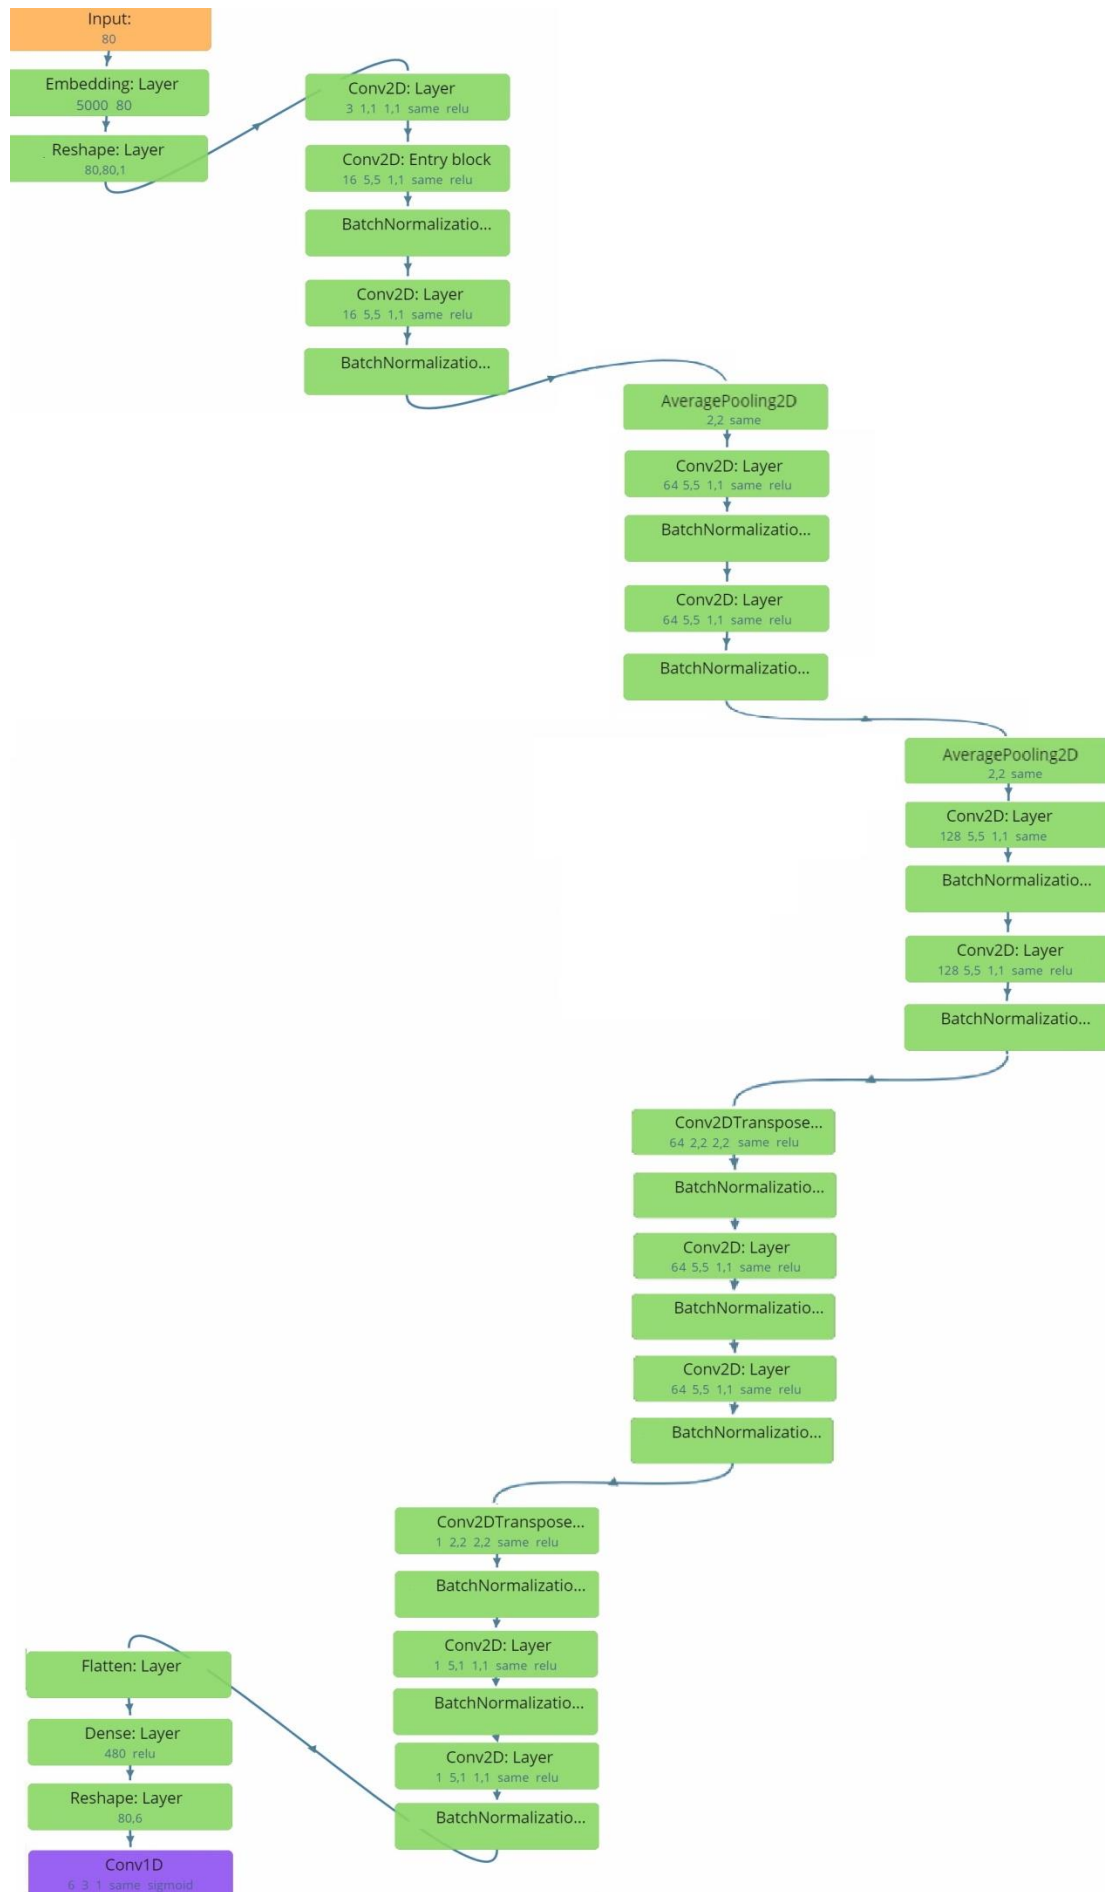 Input:
80
Embedding: Layer
5000 80
Reshape: Layer
80,80,1
Conv2D: Layer
3 1,1 1,1 same relu
Conv2D: Entry block
16 5,5 1,1 same relu
BatchNormalizatio...
Conv2D: Layer
16 5,5 1,1 same relu
BatchNormalizatio...
AveragePooling2D
2,2 same
Conv2D: Layer
64 5,5 1,1 same relu
BatchNormalizatio...
Conv2D: Layer
64 5,5 1,1 same relu
BatchNormalizatio...
AveragePooling2D
2,2 same
Conv2D: Layer
128 5,5 1,1 same
BatchNormalizatio...
Conv2D: Layer
128 5,5 1,1 same relu
BatchNormalizatio...
Conv2DTranspose...
64 2,2 2,2 same relu
BatchNormalizatio...
Conv2D: Layer
64 5,5 1,1 same relu
BatchNormalizatio...
Conv2D: Layer
64 5,5 1,1 same relu
BatchNormalizatio...
Conv2DTranspose...
1 2,2 2,2 same relu
BatchNormalizatio...
Conv2D: Layer
1 5,1 1,1 same relu
BatchNormalizatio...
Conv2D: Layer
1 5,1 1,1 same relu
BatchNormalizatio...
Flatten: Layer
Dense: Layer
480 relu
Reshape: Layer
80,6
Conv1D
6 3 1 same sigmoid